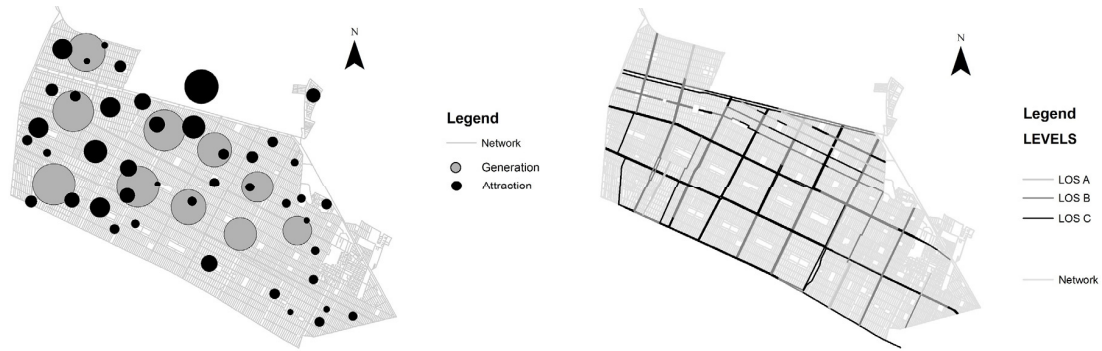 N
Legend
Network
Generation
Attraction
N
Legend
LEVELS
LOS A
LOS B
LOS C
Network